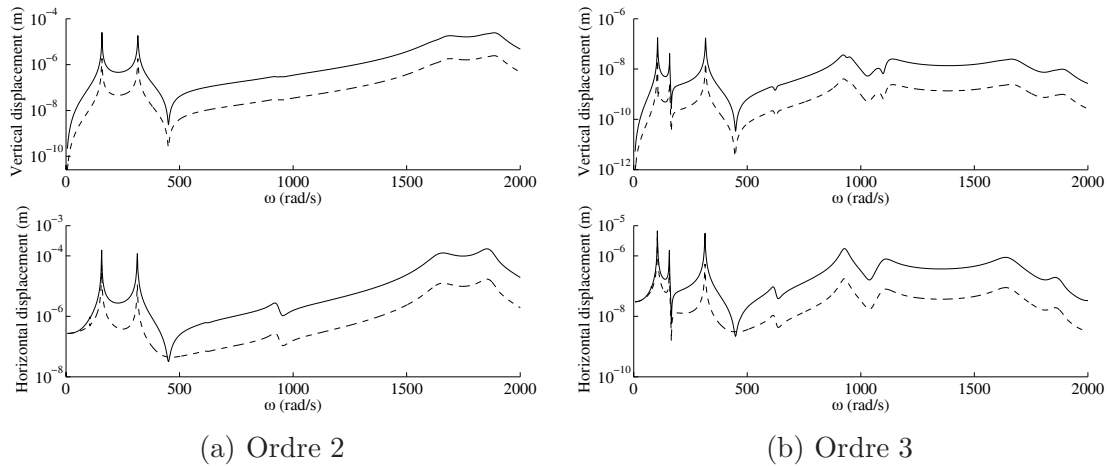 Vertical displacement (m)
10⁻⁴
10⁻⁶
10⁻⁸
10⁻¹⁰
0 500 1000 1500 2000
ω (rad/s)
Horizontal displacement (m)
10⁻³
10⁻⁴
10⁻⁶
10⁻⁸
0 500 1000 1500 2000
ω (rad/s)
(a) Ordre 2
Vertical displacement (m)
10⁻⁶
10⁻⁸
10⁻¹⁰
10⁻¹²
0 500 1000 1500 2000
ω (rad/s)
Horizontal displacement (m)
10⁻⁵
10⁻⁶
10⁻⁸
10⁻¹⁰
0 500 1000 1500 2000
ω (rad/s)
(b) Ordre 3